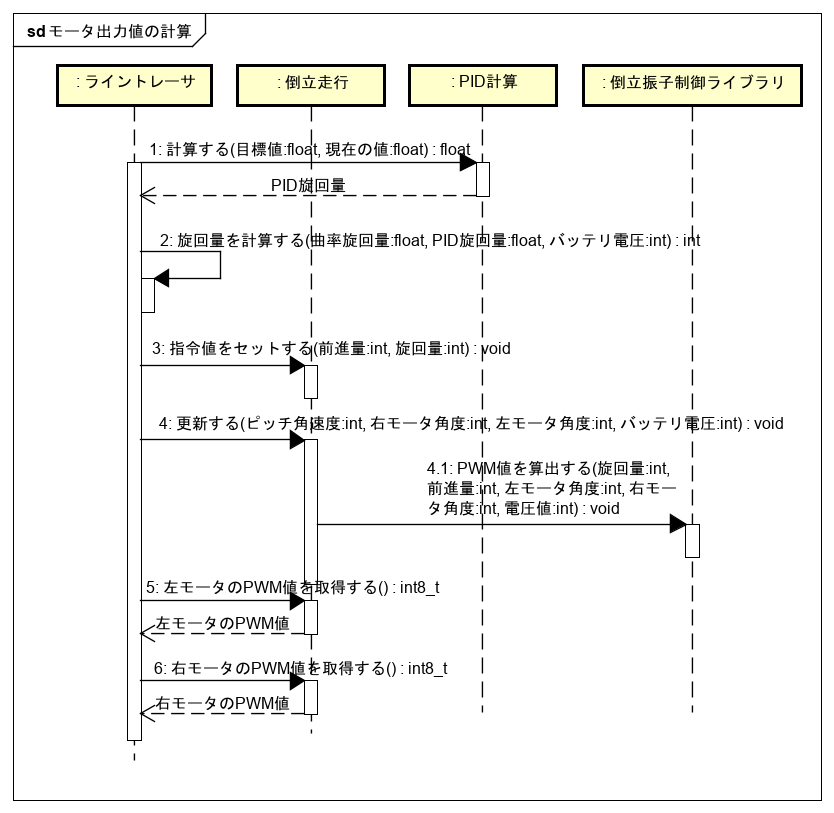 sd モータ出力値の計算
: ライントレーサ
: 倒立走行
: PID計算
: 倒立振子制御ライブラリ
1: 計算する(目標値:float, 現在の値:float) : float
PID旋回量
2: 旋回量を計算する(曲率旋回量:float, PID旋回量:float, バッテリ電圧:int) : int
3: 指令値をセットする(前進量:int, 旋回量:int) : void
4: 更新する(ピッチ角速度:int, 右モータ角度:int, 左モータ角度:int, バッテリ電圧:int) : void
4.1: PWM値を算出する(旋回量:int,
前進量:int, 左モータ角度:int, 右モー
タ角度:int, 電圧値:int) : void
5: 左モータのPWM値を取得する() : int8_t
左モータのPWM値
6: 右モータのPWM値を取得する() : int8_t
右モータのPWM値